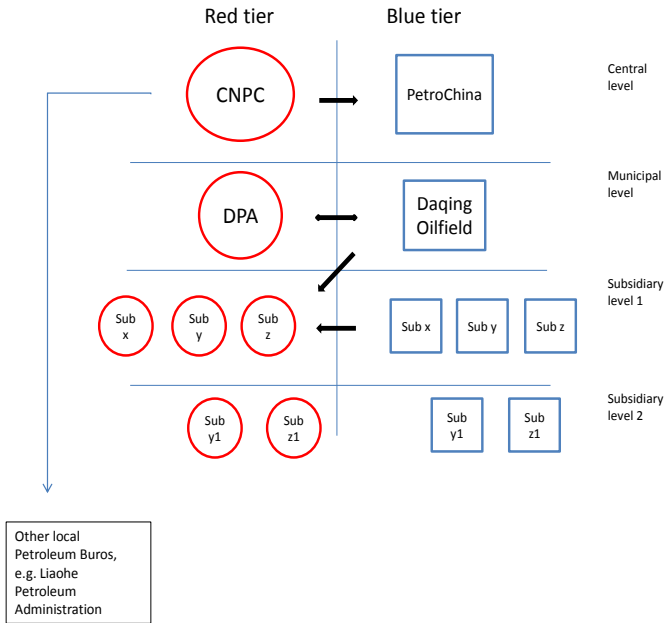 Red tier
Blue tier
CNPC
PetroChina
Central
level
DPA
Daqing
Oilfield
Municipal
level
Sub
x
Sub
y
Sub
z
Sub x
Sub y
Sub z
Subsidiary
level 1
Sub
y1
Sub
z1
Sub
y1
Sub
z1
Subsidiary
level 2
Other local
Petroleum Buros,
e.g. Liaohe
Petroleum
Administration